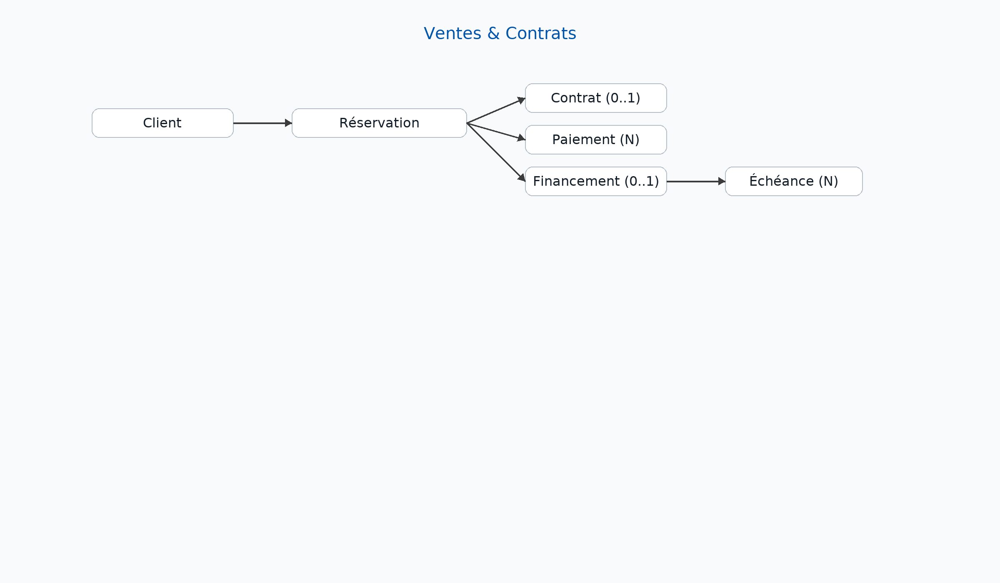 Ventes & Contrats
Client
Réservation
Contrat (0..1)
Paiement (N)
Financement (0..1)
Échéance (N)